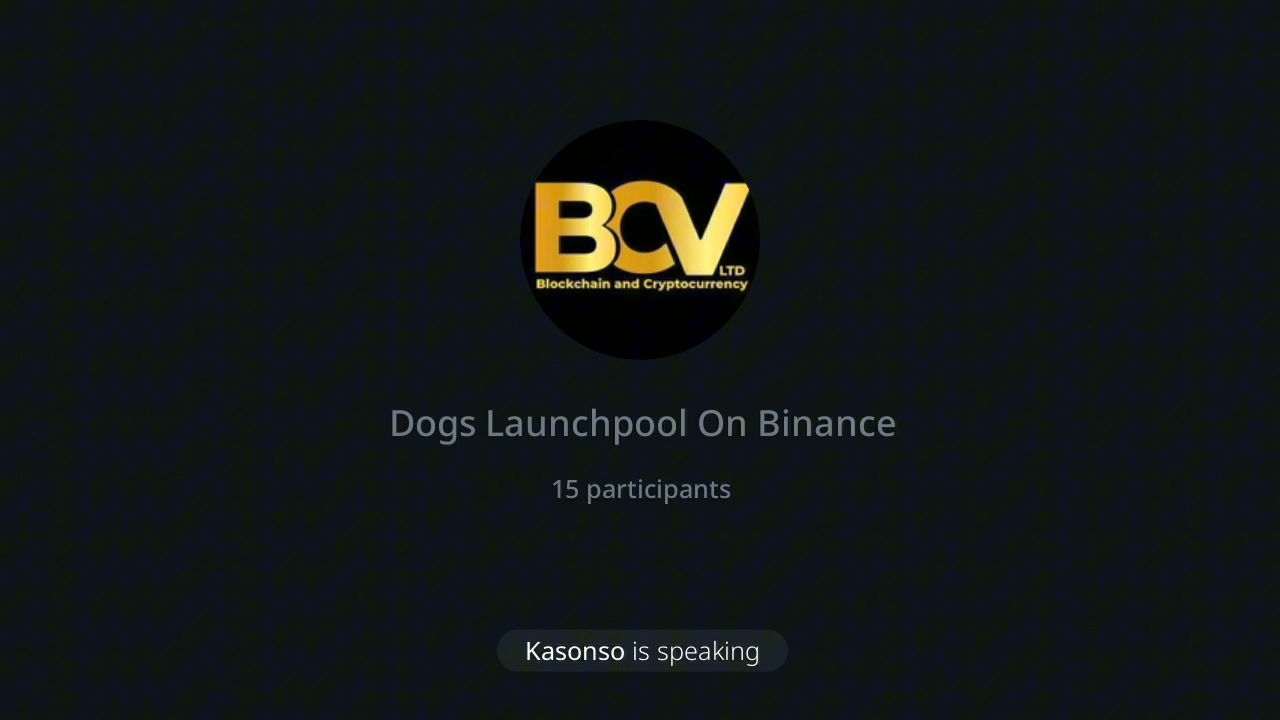 BCV
LTD
Blockchain and Cryptocurrency
Dogs Launchpool On Binance
15 participants
Kasonso is speaking